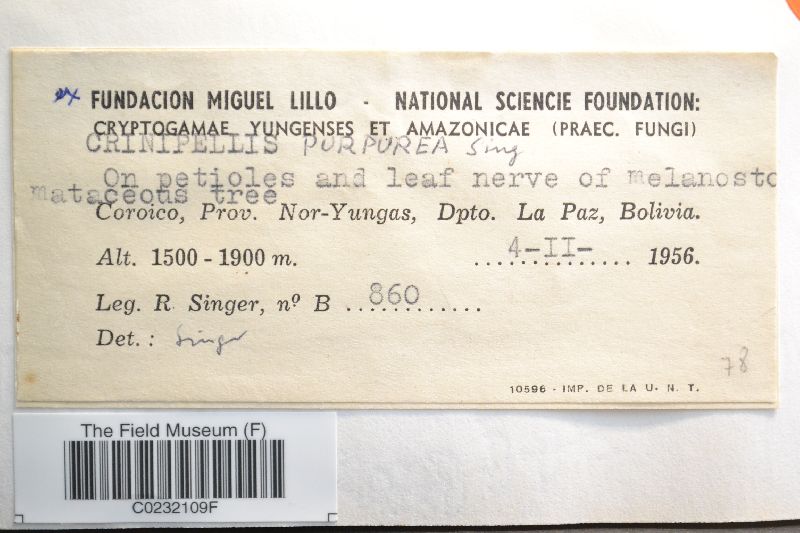 ex FUNDACION MIGUEL LILLO - NATIONAL SCIENCIE FOUNDATION:
CRYPTOGAMAE YUNGENSES ET AMAZONICAE (PRAEC. FUNGI)
CRINIPELLIS PURPUREA Sing
On petioles and leaf nerve of melanosto
mataceous tree
Coroico, Prov. Nor-Yungas, Dpto. La Paz, Bolivia.
Alt. 1500 - 1900 m. 4-II- 1956.
Leg. R. Singer, nº B 860
Det. : Singer
78
10596 - IMP. DE LA U. N. T.
The Field Museum (F)
C0232109F